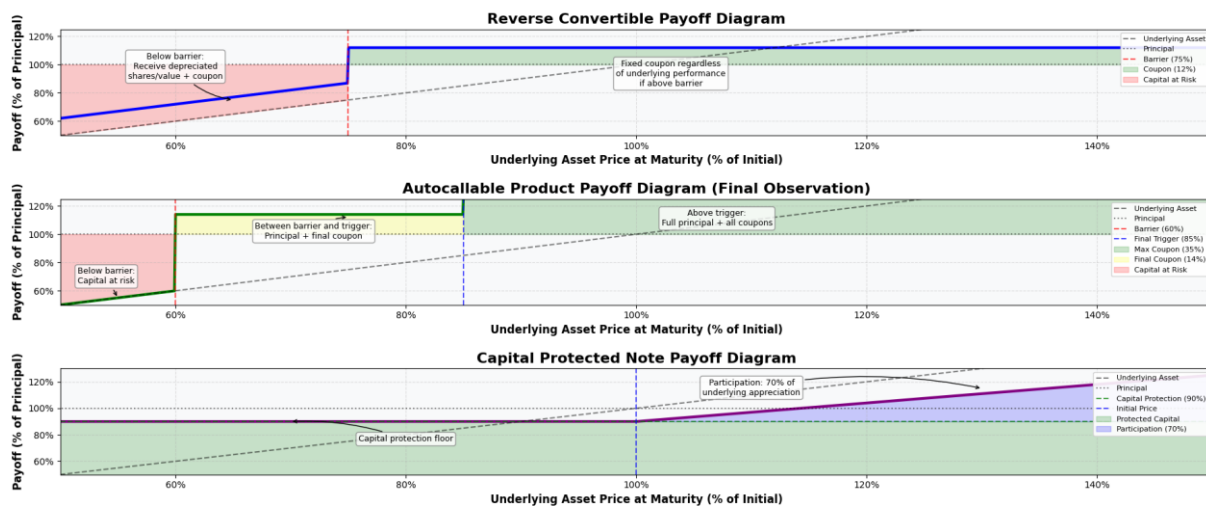 Reverse Convertible Payoff Diagram
Payoff (% of Principal)
120%
100%
80%
60%
Below barrier:
Receive depreciated
shares/value + coupon
Fixed coupon regardless
of underlying performance
if above barrier
Underlying Asset
Principal
Barrier (75%)
Coupon (12%)
Capital at Risk
60%
80%
100%
120%
140%
Underlying Asset Price at Maturity (% of Initial)
Autocallable Product Payoff Diagram (Final Observation)
Payoff (% of Principal)
120%
100%
80%
60%
Below barrier:
Capital at risk
Between barrier and trigger:
Principal + final coupon
Above trigger:
Full principal + all coupons
Underlying Asset
Principal
Barrier (60%)
Final Trigger (85%)
Max Coupon (35%)
Final Coupon (14%)
Capital at Risk
60%
80%
100%
120%
140%
Underlying Asset Price at Maturity (% of Initial)
Capital Protected Note Payoff Diagram
Payoff (% of Principal)
120%
100%
80%
60%
Capital protection floor
Participation: 70% of
underlying appreciation
Underlying Asset
Principal
Capital Protection (90%)
Initial Price
Protected Capital
Participation (70%)
60%
80%
100%
120%
140%
Underlying Asset Price at Maturity (% of Initial)